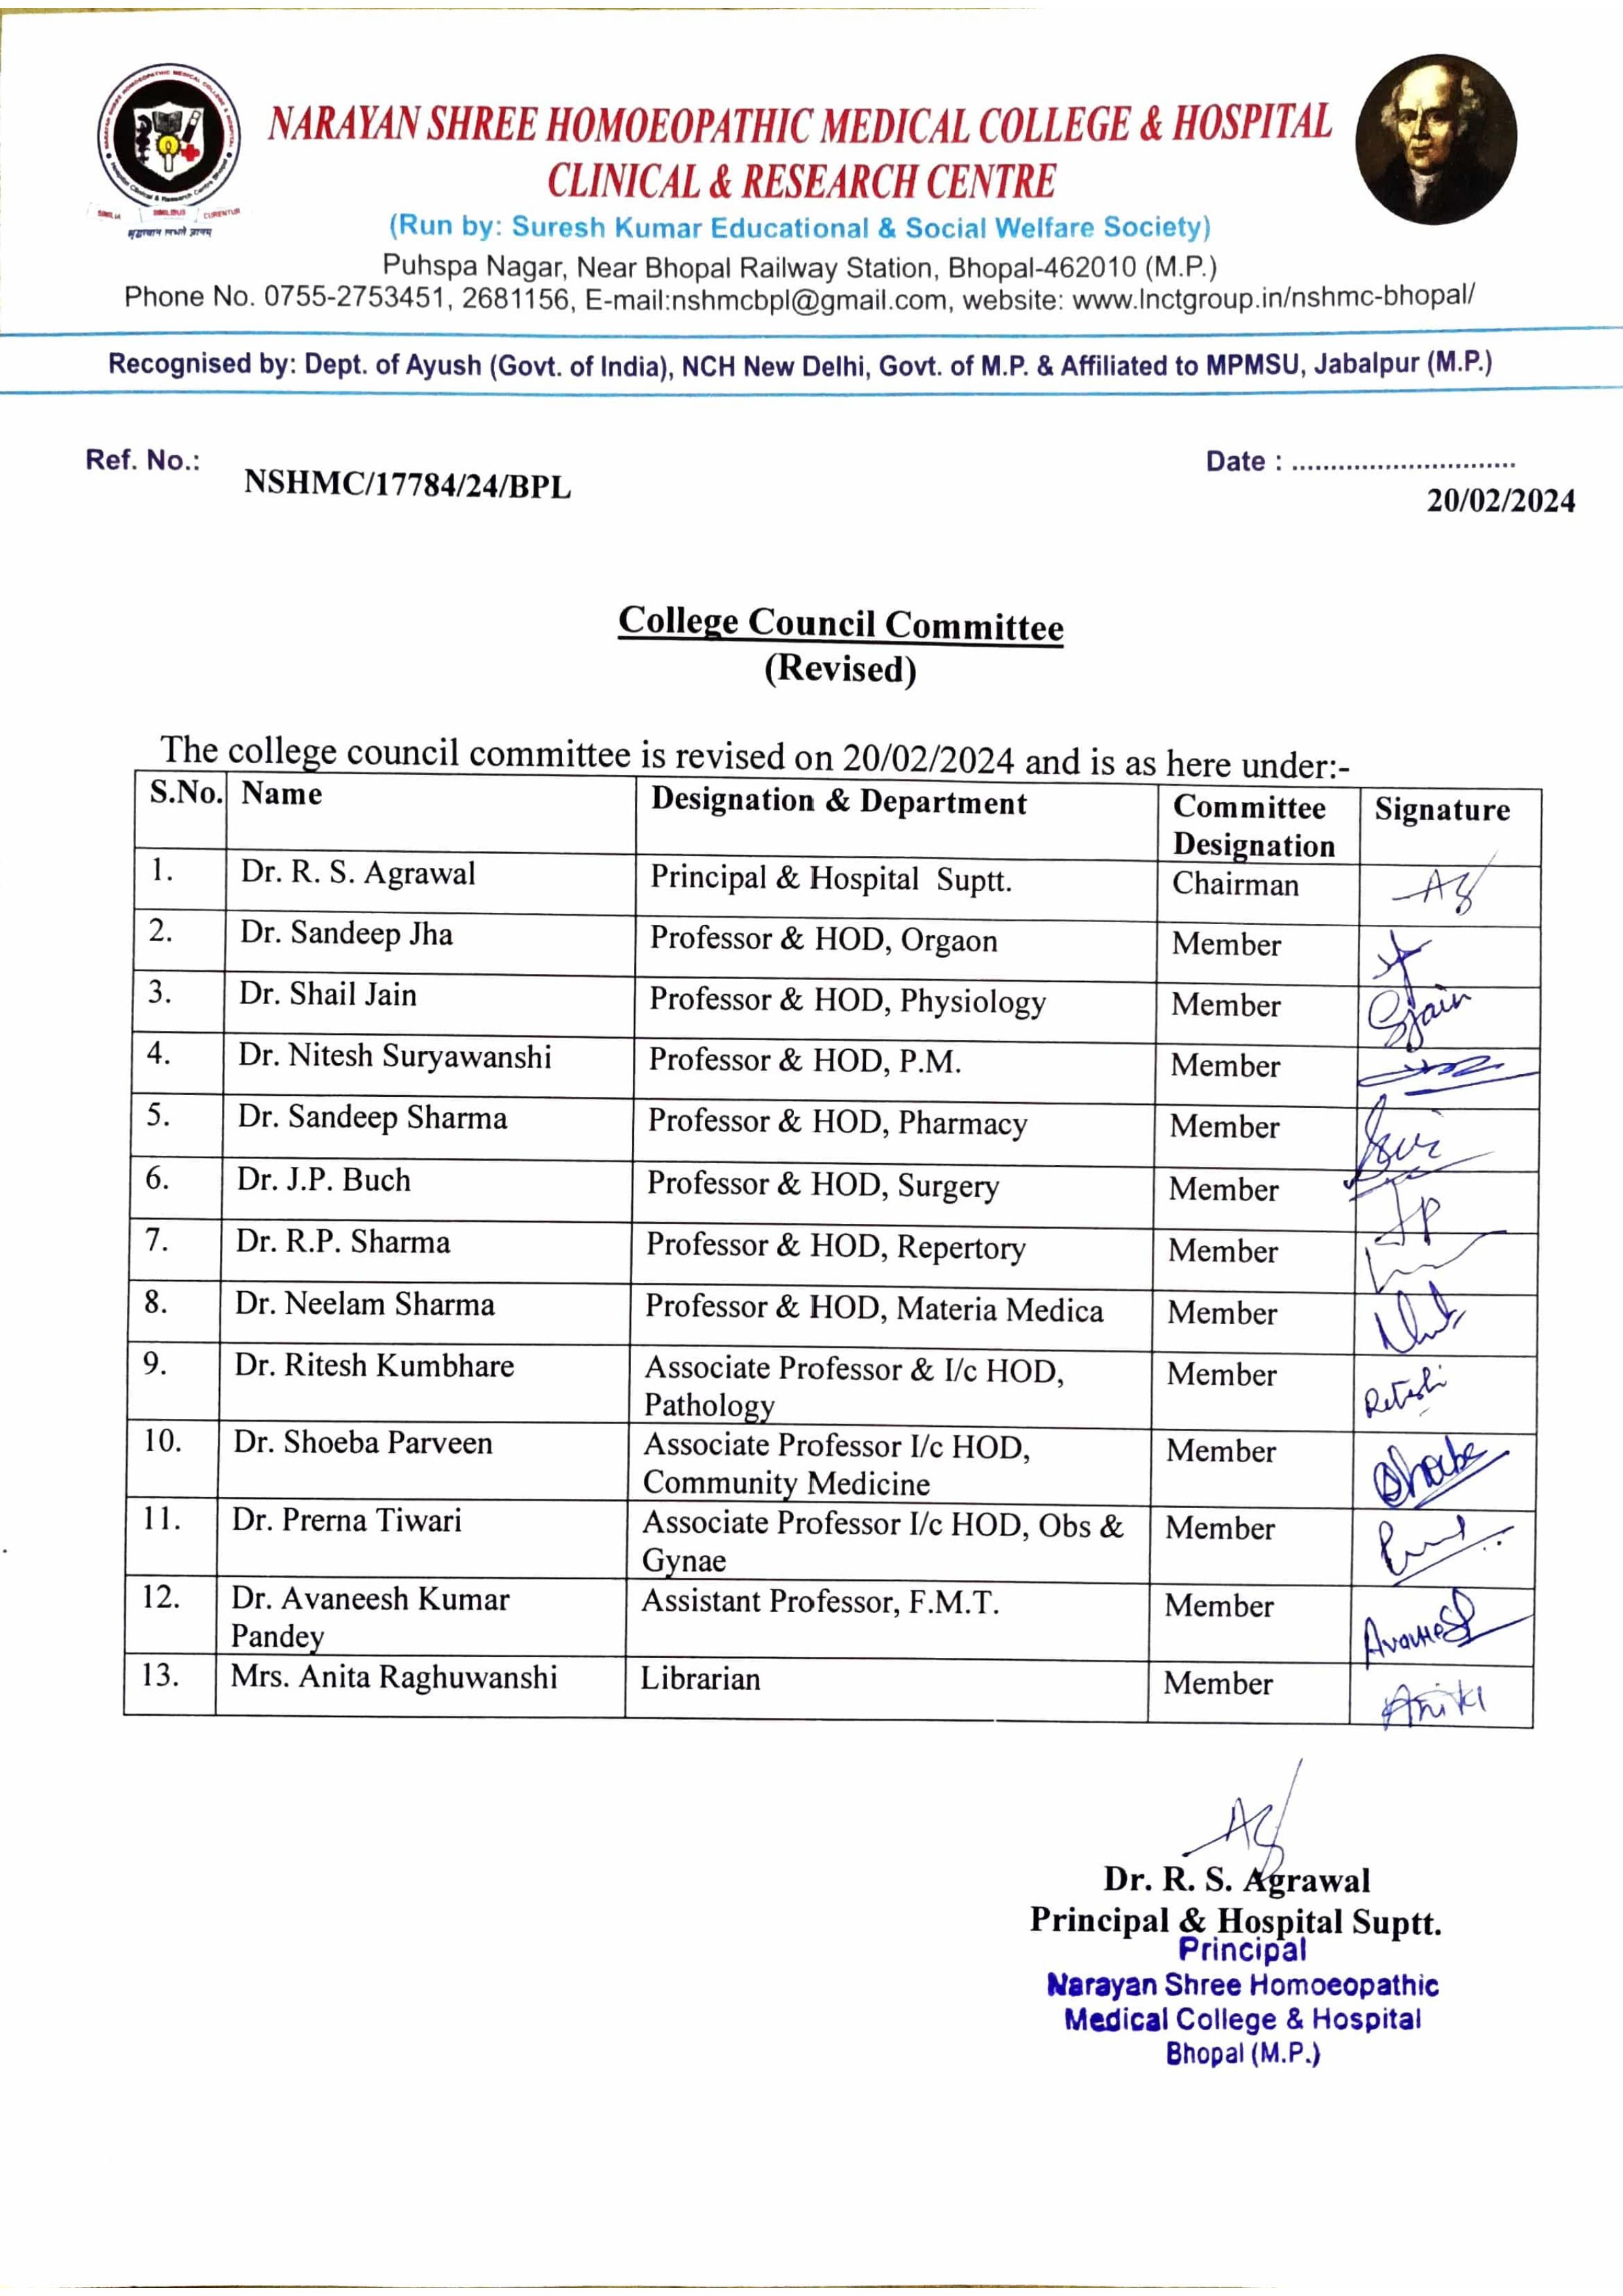 NARAYAN SHREE HOMOEOPATHIC MEDICAL COLLEGE & HOSPITAL
CLINICAL & RESEARCH CENTRE
(Run by: Suresh Kumar Educational & Social Welfare Society)
SIMILIA SIMILIBUS CURENTUR
Puhspa Nagar, Near Bhopal Railway Station, Bhopal-462010 (M.P.)
Phone No. 0755-2753451, 2681156, E-mail:nshmcbpl@gmail.com, website: www.lnctgroup.in/nshmc-bhopal/
Recognised by: Dept. of Ayush (Govt. of India), NCH New Delhi, Govt. of M.P. & Affiliated to MPMSU, Jabalpur (M.P.)
Ref. No.: NSHMC/17784/24/BPL
Date : .............................
20/02/2024
College Council Committee
(Revised)
The college council committee is revised on 20/02/2024 and is as here under:-
S.No. Name Designation & Department Committee Signature
Designation
1. Dr. R. S. Agrawal Principal & Hospital Suptt. Chairman
2. Dr. Sandeep Jha Professor & HOD, Orgaon Member
3. Dr. Shail Jain Professor & HOD, Physiology Member SJain
4. Dr. Nitesh Suryawanshi Professor & HOD, P.M. Member
5. Dr. Sandeep Sharma Professor & HOD, Pharmacy Member
6. Dr. J.P. Buch Professor & HOD, Surgery Member JP
7. Dr. R.P. Sharma Professor & HOD, Repertory Member
8. Dr. Neelam Sharma Professor & HOD, Materia Medica Member
9. Dr. Ritesh Kumbhare Associate Professor & I/c HOD, Member
Pathology
10. Dr. Shoeba Parveen Associate Professor I/c HOD, Member Shoeba
Community Medicine
11. Dr. Prerna Tiwari Associate Professor I/c HOD, Obs & Member
Gynae
12. Dr. Avaneesh Kumar Assistant Professor, F.M.T. Member
Pandey
13. Mrs. Anita Raghuwanshi Librarian Member Anita
Dr. R. S. Agrawal
Principal & Hospital Suptt.
Principal
Narayan Shree Homoeopathic
Medical College & Hospital
Bhopal (M.P.)